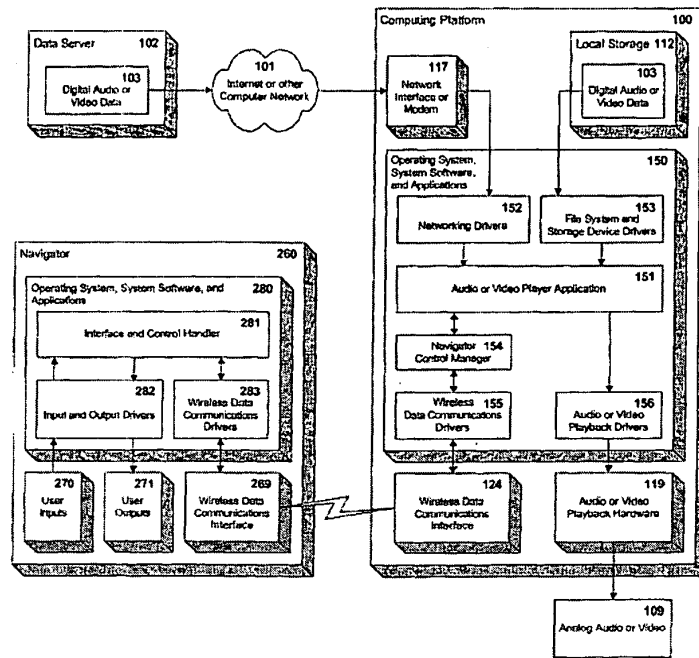 Data Server
102
103
Digital Audio or
Video Data
101
Internet or other
Computer Network
Computing Platform
100
117
Network
Interface or
Modem
Local Storage 112
103
Digital Audio or
Video Data
Operating System,
System Software,
and Applications
150
152
Networking Drivers
153
File System and
Storage Device Drivers
151
Audio or Video Player Application
Navigator
Control Manager
154
Wireless
Data Communications
Drivers
155
156
Audio or Video
Playback Drivers
124
Wireless Data
Communications
Interface
119
Audio or Video
Playback Hardware
109
Analog Audio or Video
Navigator
260
Operating System, System Software, and
Applications
280
281
Interface and Control Handler
282
Input and Output Drivers
283
Wireless Data
Communications
Drivers
270
User
Inputs
271
User
Outputs
269
Wireless Data
Communications
Interface